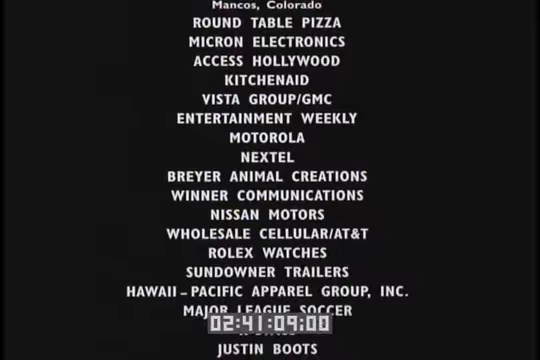 Mancos, Colorado
ROUND TABLE PIZZA
MICRON ELECTRONICS
ACCESS HOLLYWOOD
KITCHENAID
VISTA GROUP/GMC
ENTERTAINMENT WEEKLY
MOTOROLA
NEXTEL
BREYER ANIMAL CREATIONS
WINNER COMMUNICATIONS
NISSAN MOTORS
WHOLESALE CELLULAR/AT&T
ROLEX WATCHES
SUNDOWNER TRAILERS
HAWAII – PACIFIC APPAREL GROUP, INC.
MAJOR LEAGUE SOCCER
02:41:09:00
JUSTIN BOOTS